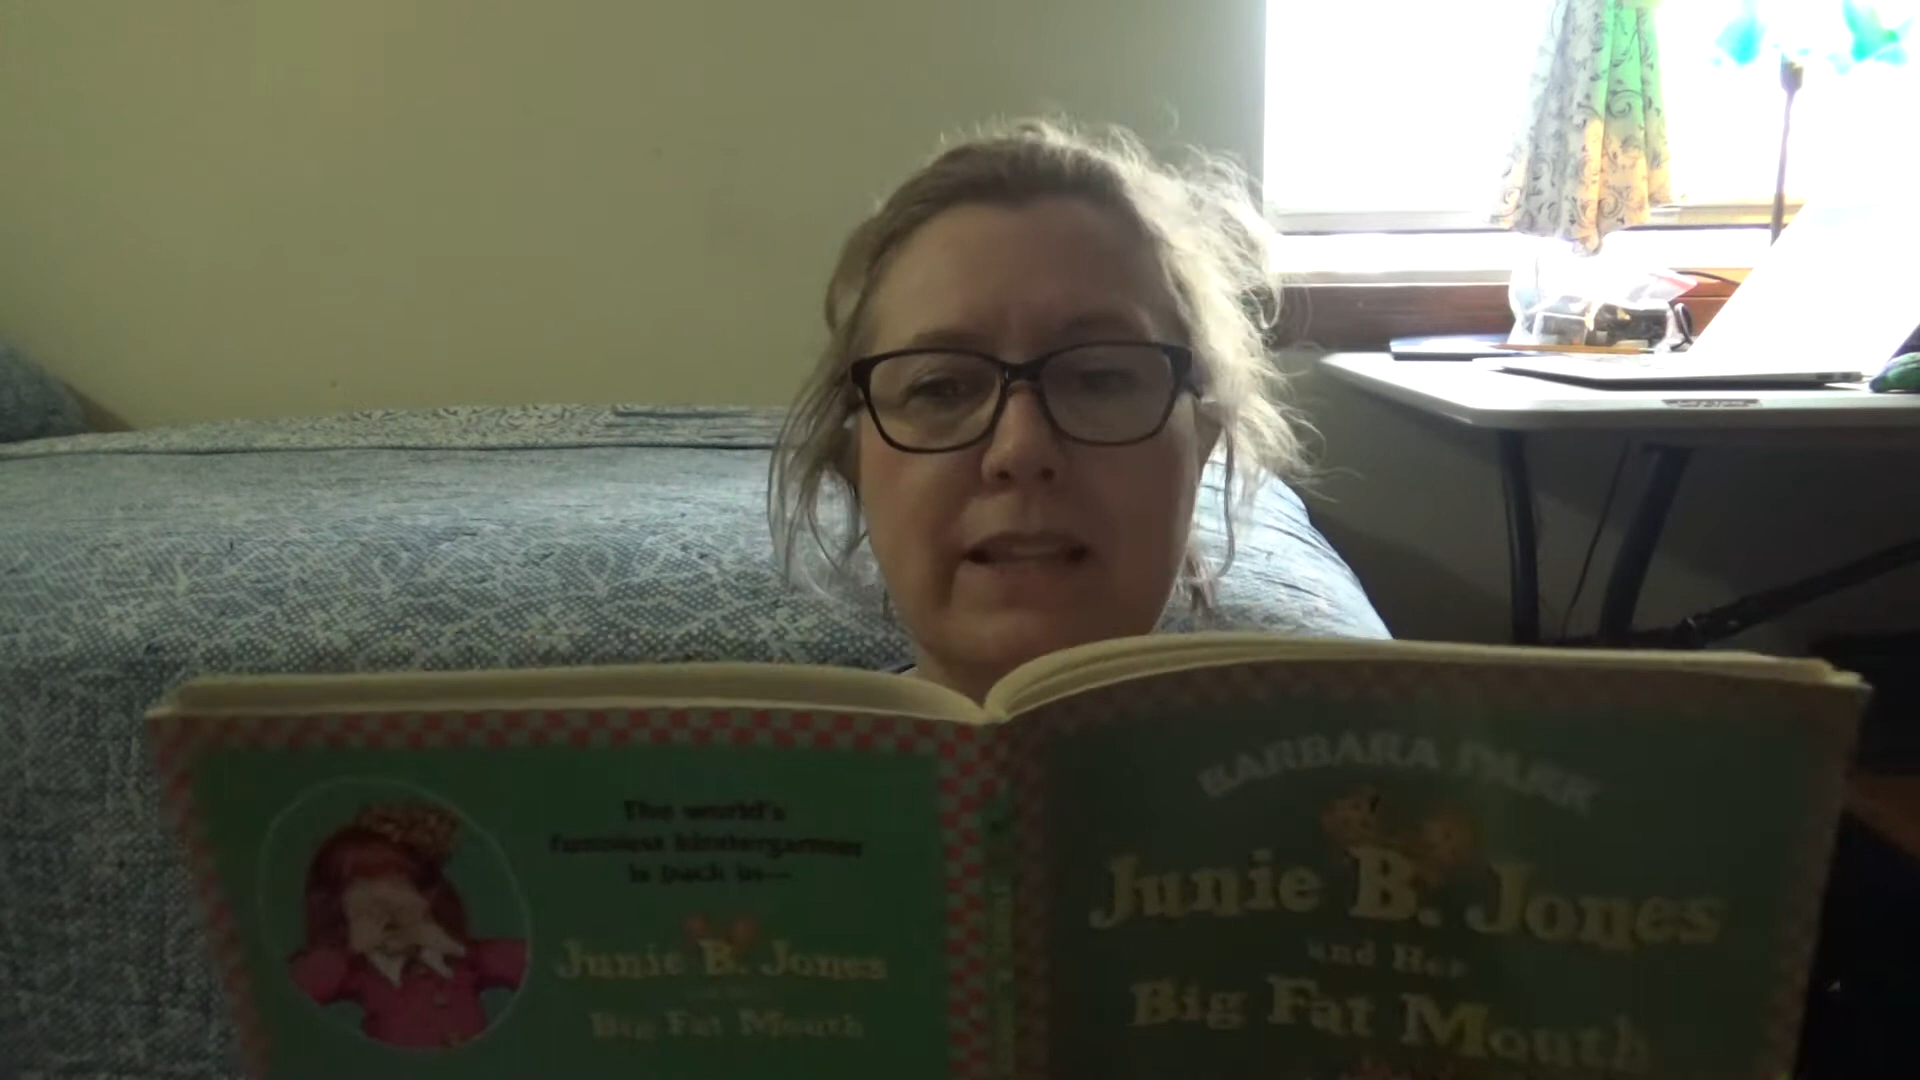 The world's
funniest kindergartner
is back in—
Junie B. Jones
Big Fat Mouth
BARBARA PARK
Junie B. Jones
and Her
Big Fat Mouth